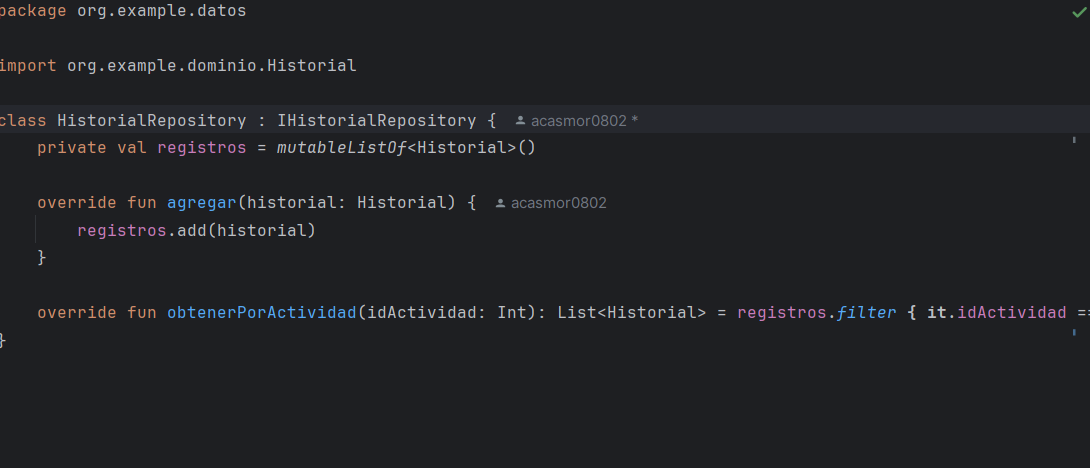 package org.example.datos
import org.example.dominio.Historial
class HistorialRepository : IHistorialRepository { acasmor0802 *
private val registros = mutableListOf<Historial>()
override fun agregar(historial: Historial) { acasmor0802
registros.add(historial)
}
override fun obtenerPorActividad(idActividad: Int): List<Historial> = registros.filter { it.idActividad ==
}